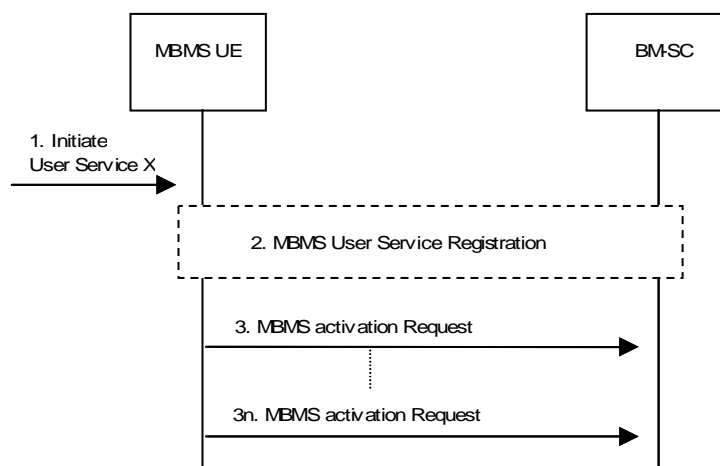 MBMS UE
BM-SC
1. Initiate
User Service X
2. MBMS User Service Registration
3. MBMS activation Request
3n. MBMS activation Request